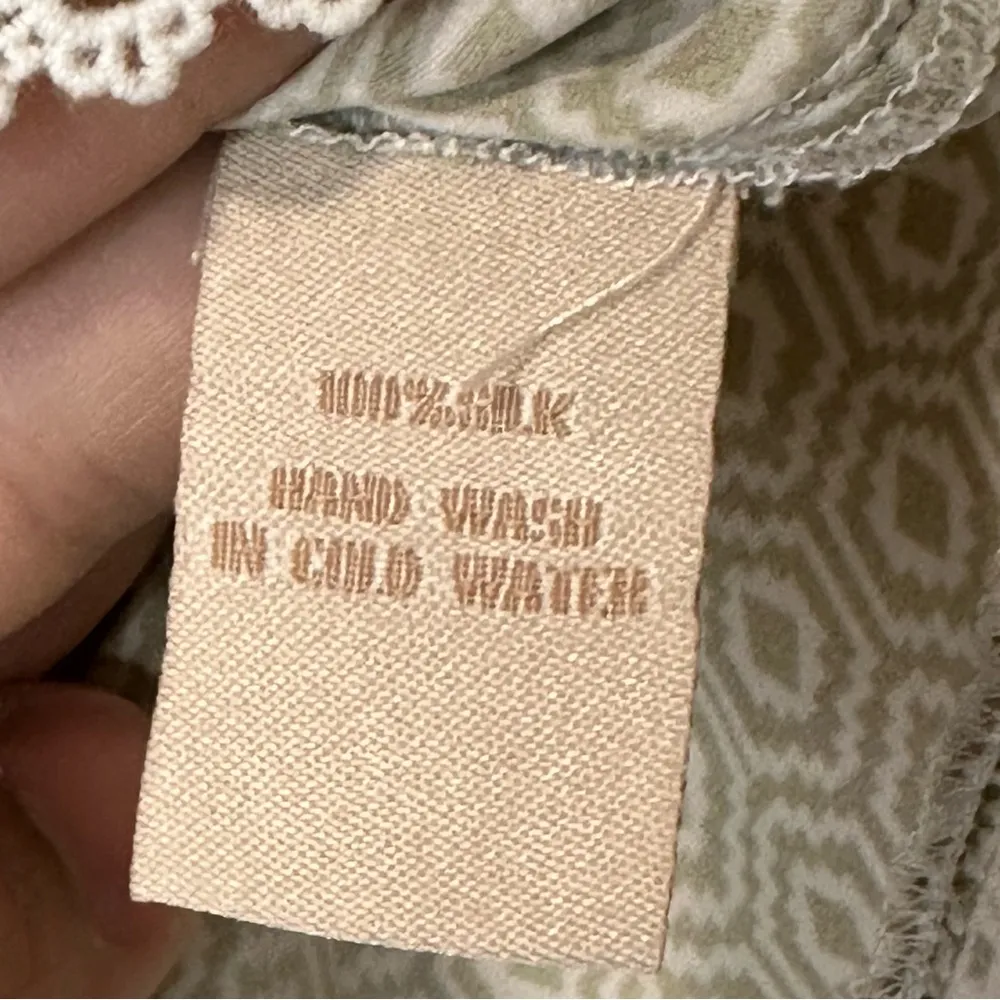 100% SILK
HAND WASH
IN COLD WATER